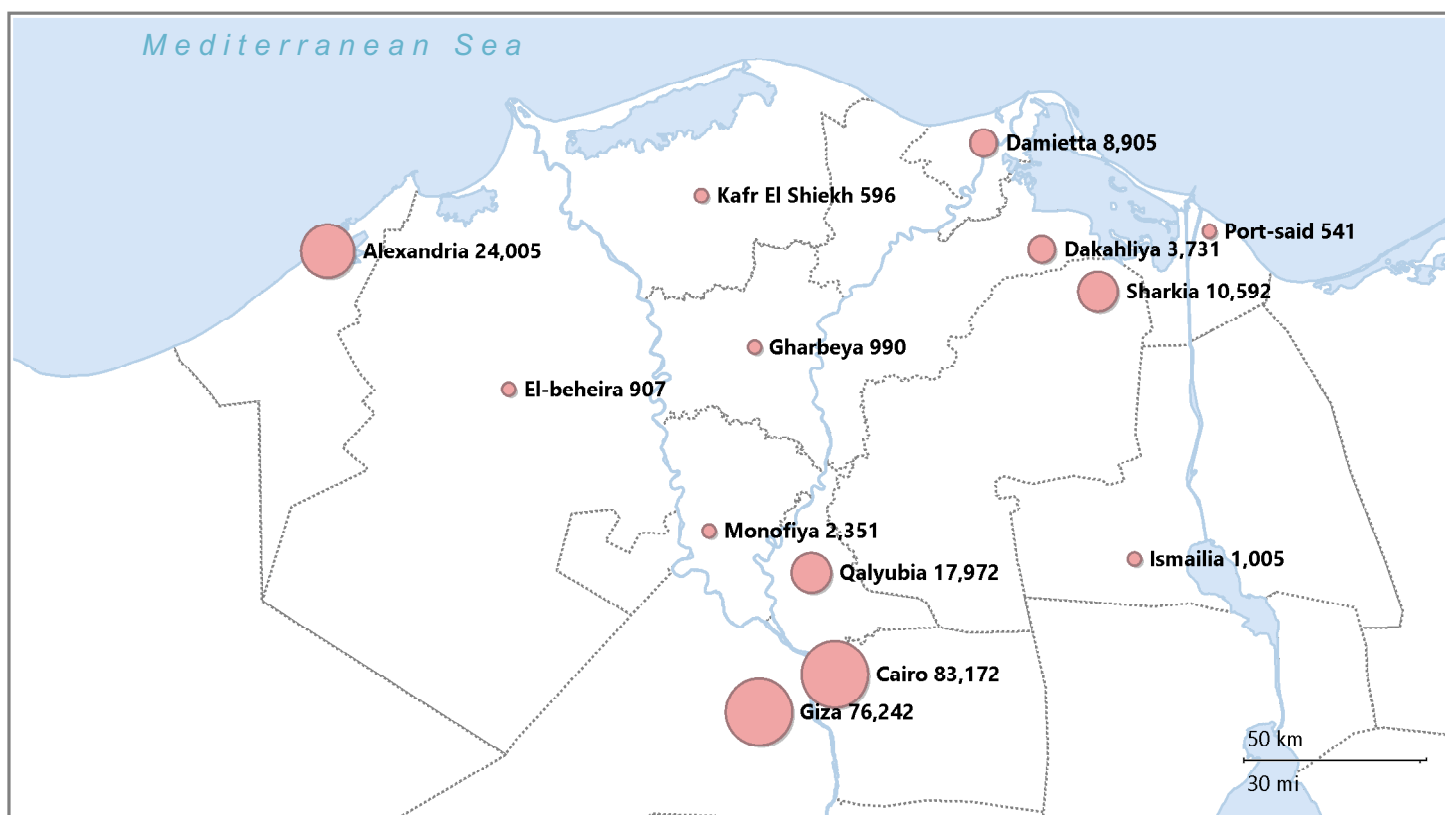 Mediterranean Sea
Damietta 8,905
Kafr El Shiekh 596
Port-said 541
Alexandria 24,005
Dakahliya 3,731
Sharkia 10,592
Gharbeya 990
El-beheira 907
Monofiya 2,351
Ismailia 1,005
Qalyubia 17,972
Cairo 83,172
Giza 76,242
50 km
30 mi